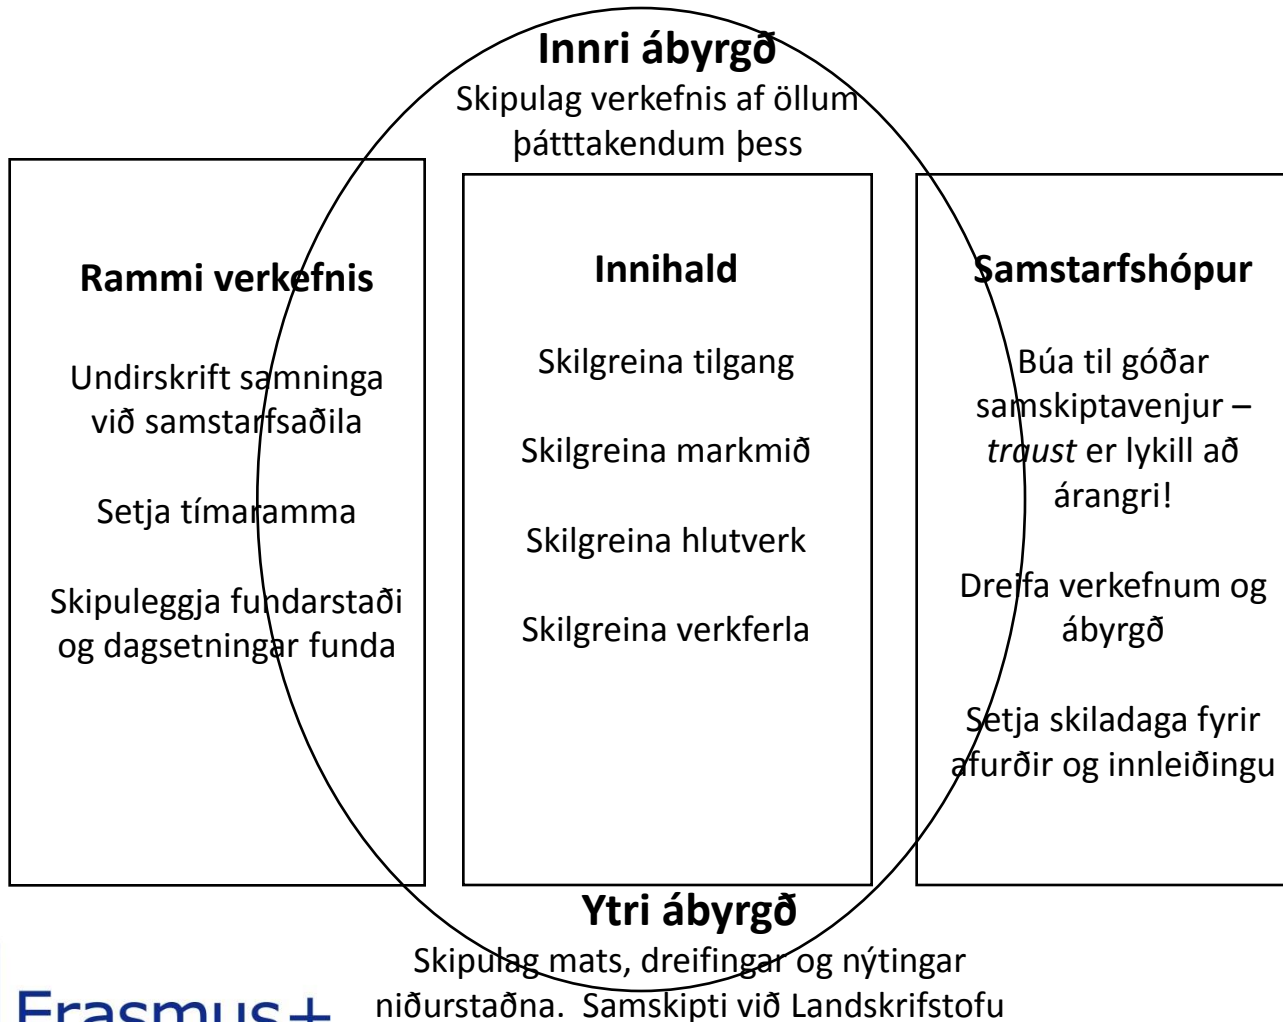 Innri ábyrgð
Skipulag verkefnis af öllum
þátttakendum þess
Rammi verkefnis
Undirskrift samninga
við samstarfsaðila
Setja tímaramma
Skipuleggja fundarstaði
og dagsetningar funda
Innihald
Skilgreina tilgang
Skilgreina markmið
Skilgreina hlutverk
Skilgreina verkferla
Samstarfshópur
Búa til góðar
samskiptavenjur –
traust er lykill að
árangri!
Dreifa verkefnum og
ábyrgð
Setja skiladaga fyrir
afurðir og innleiðingu
Ytri ábyrgð
Skipulag mats, dreifingar og nýtingar
niðurstaðna. Samskipti við Landskrifstofu
Erasmus+